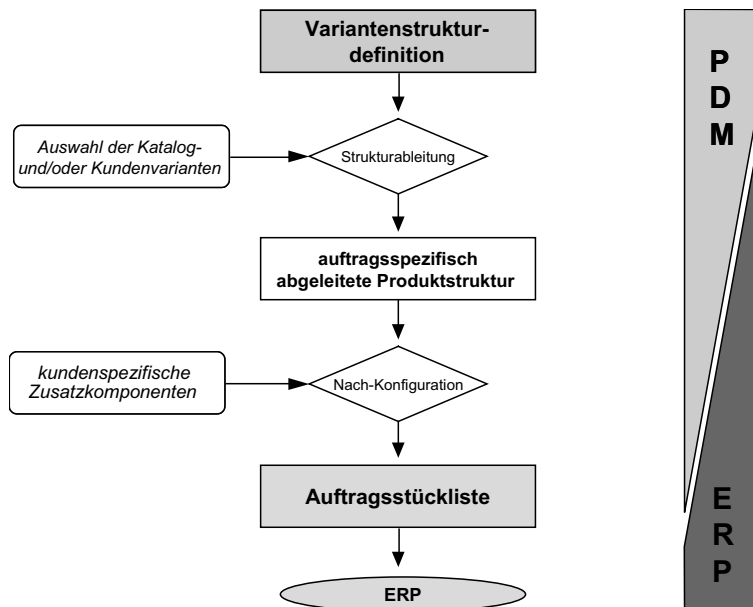 Variantenstruktur-
definition
Auswahl der Katalog-
und/oder Kundenvarianten
Strukturableitung
auftragsspezifisch
abgeleitete Produktstruktur
kundenspezifische
Zusatzkomponenten
Nach-Konfiguration
Auftragsstückliste
ERP
P
D
M
E
R
P